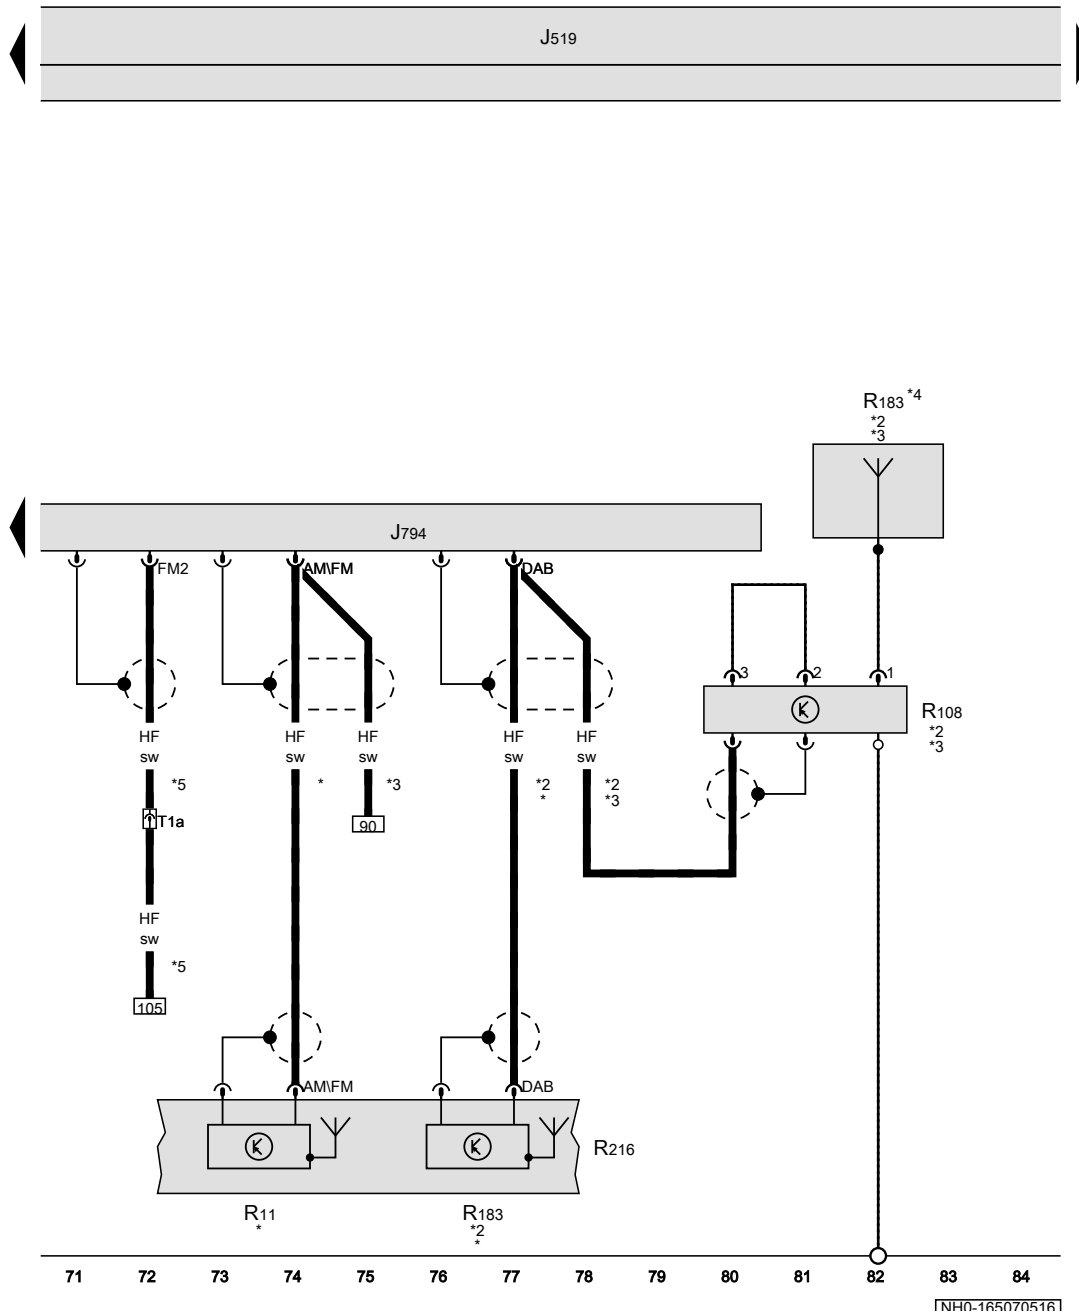 J519
R183 *4
*2
*3
J794
FM2
AM\FM
DAB
3
2
1
R108
*2
*3
HF
sw
HF
sw
HF
sw
HF
sw
HF
sw
*5
*
*3
*2
*
*2
*3
T1a
90
HF
sw
*5
105
AM\FM
DAB
R216
R11
*
R183
*2
*
71 72 73 74 75 76 77 78 79 80 81 82 83 84
NH0-165070516